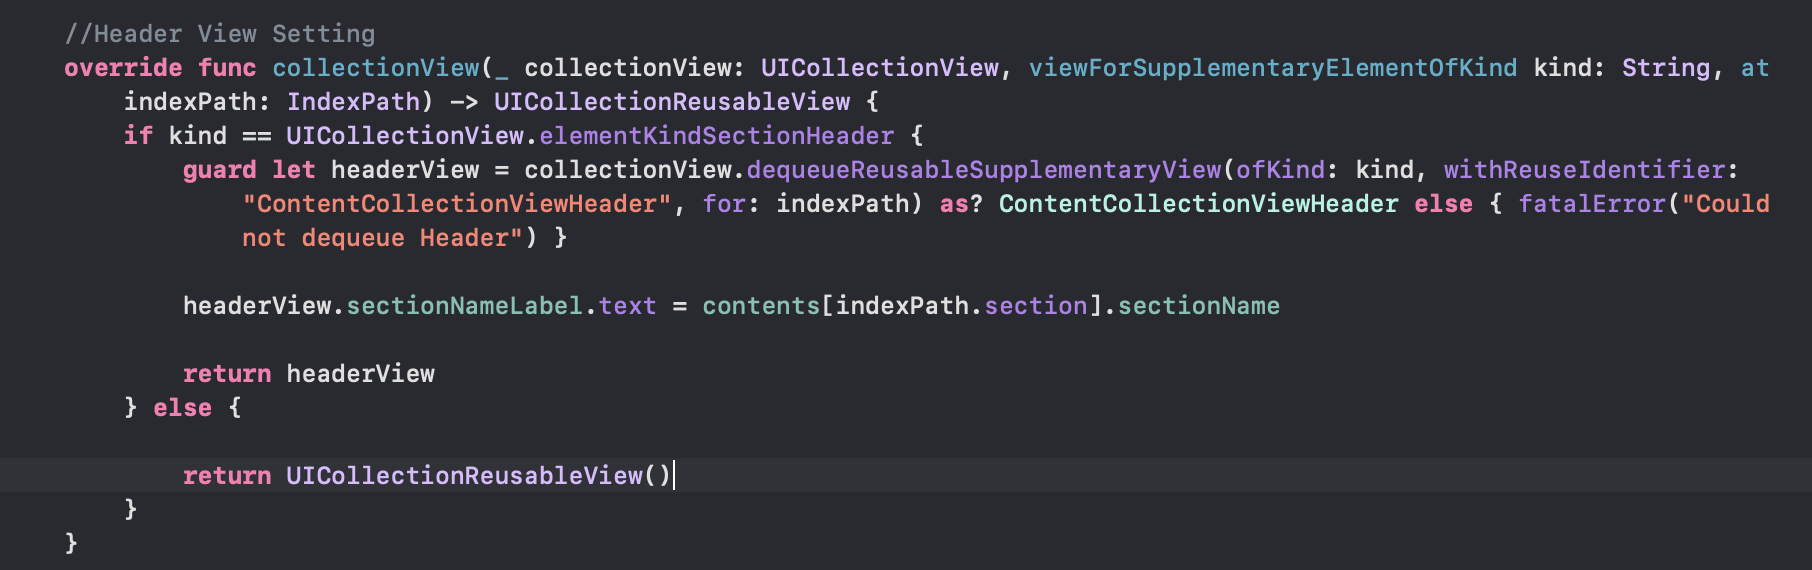 //Header View Setting
override func collectionView(_ collectionView: UICollectionView, viewForSupplementaryElementOfKind kind: String, at
indexPath: IndexPath) -> UICollectionReusableView {
if kind == UICollectionView.elementKindSectionHeader {
guard let headerView = collectionView.dequeueReusableSupplementaryView(ofKind: kind, withReuseIdentifier:
"ContentCollectionViewHeader", for: indexPath) as? ContentCollectionViewHeader else { fatalError("Could
not dequeue Header") }
headerView.sectionNameLabel.text = contents[indexPath.section].sectionName
return headerView
} else {
return UICollectionReusableView()
}
}